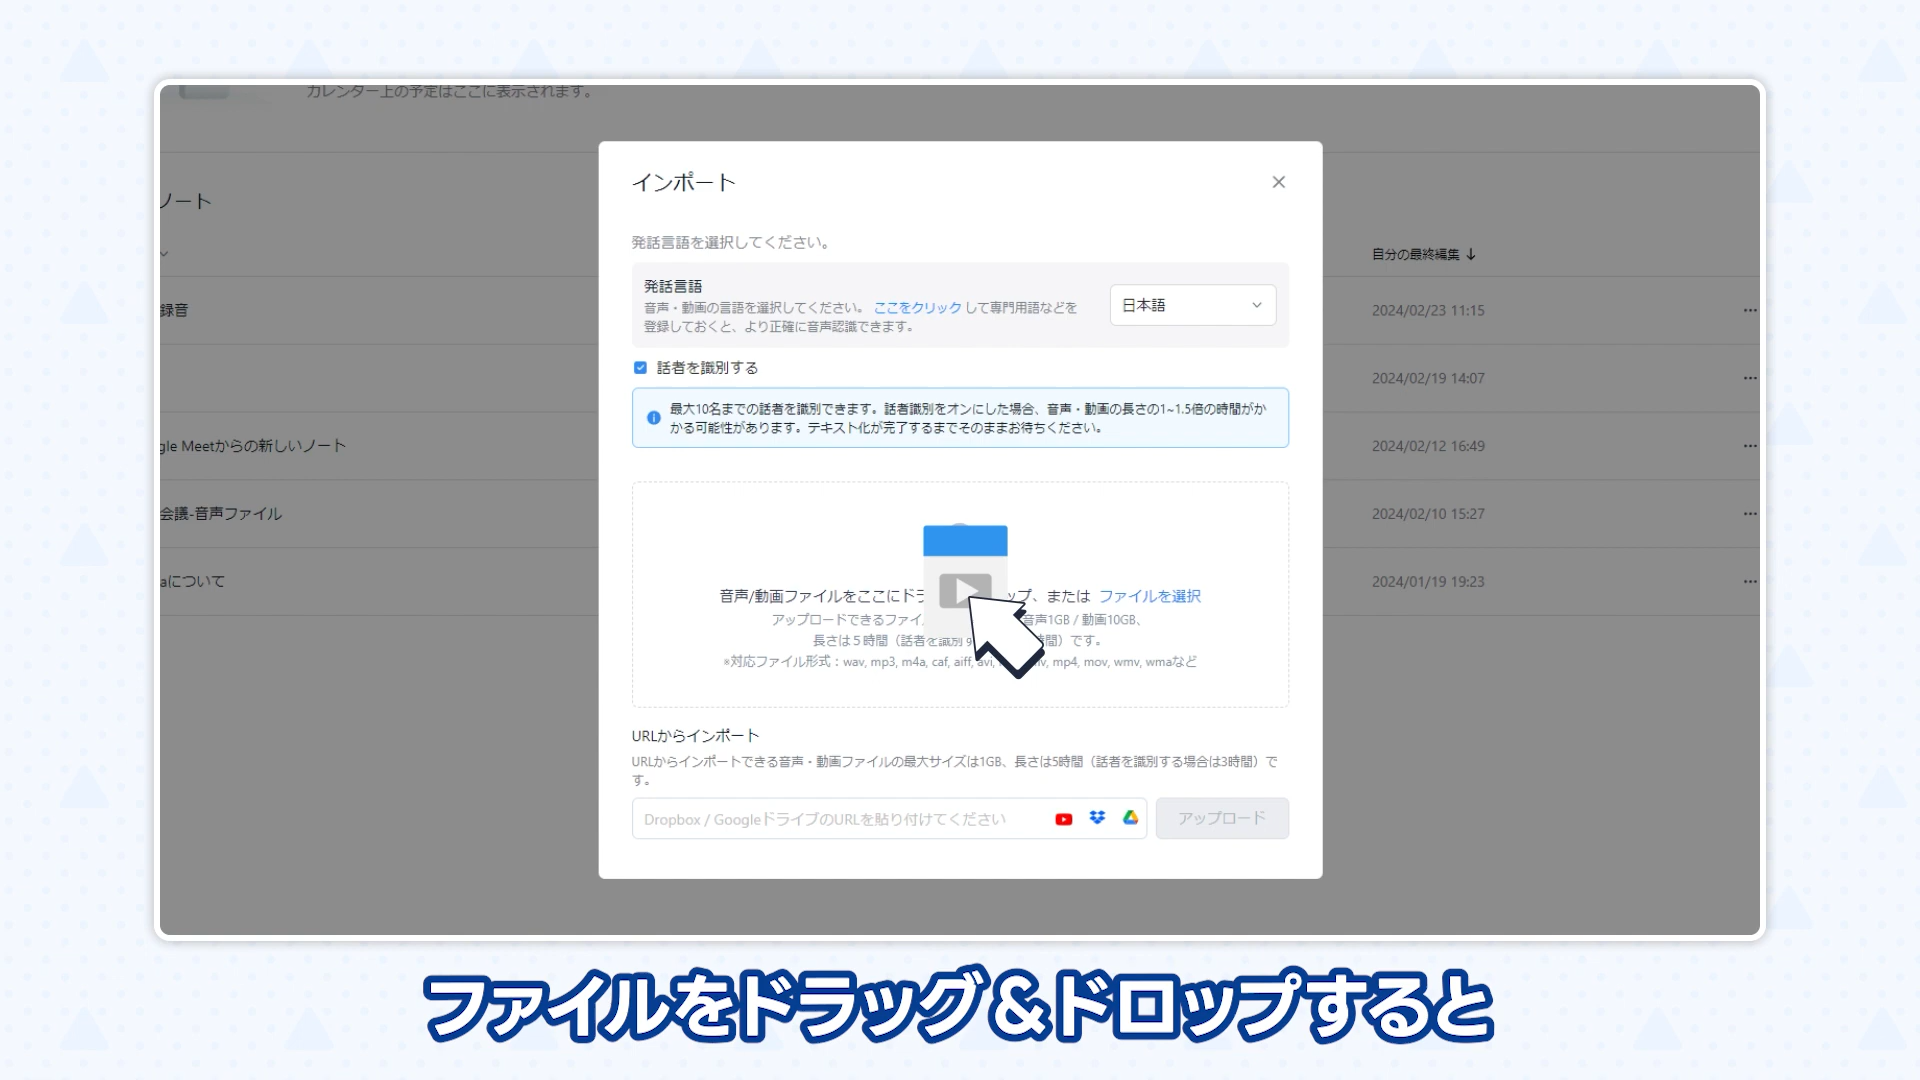 カレンダー上の予定はここに表示されます。
ノート
自分の最終編集 ↓
録音
2024/02/23 11:15
2024/02/19 14:07
gle Meetからの新しいノート
2024/02/12 16:49
会議-音声ファイル
2024/02/10 15:27
aについて
2024/01/19 19:23
インポート
発話言語を選択してください。
発話言語
音声・動画の言語を選択してください。 ここをクリック して専門用語などを
登録しておくと、より正確に音声認識できます。
日本語
話者を識別する
最大10名までの話者を識別できます。話者識別をオンにした場合、音声・動画の長さの1~1.5倍の時間がか
かる可能性があります。テキスト化が完了するまでそのままお待ちください。
音声/動画ファイルをここにドラ ップ、または ファイルを選択
アップロードできるファイ 音声1GB / 動画10GB、
長さは５時間（話者を識別す 時間）です。
※対応ファイル形式：wav, mp3, m4a, caf, aiff, avi, mp4, mov, wmv, wmaなど
URLからインポート
URLからインポートできる音声・動画ファイルの最大サイズは1GB、長さは5時間（話者を識別する場合は3時間）で
す。
Dropbox / GoogleドライブのURLを貼り付けてください
アップロード
ファイルをドラッグ＆ドロップすると